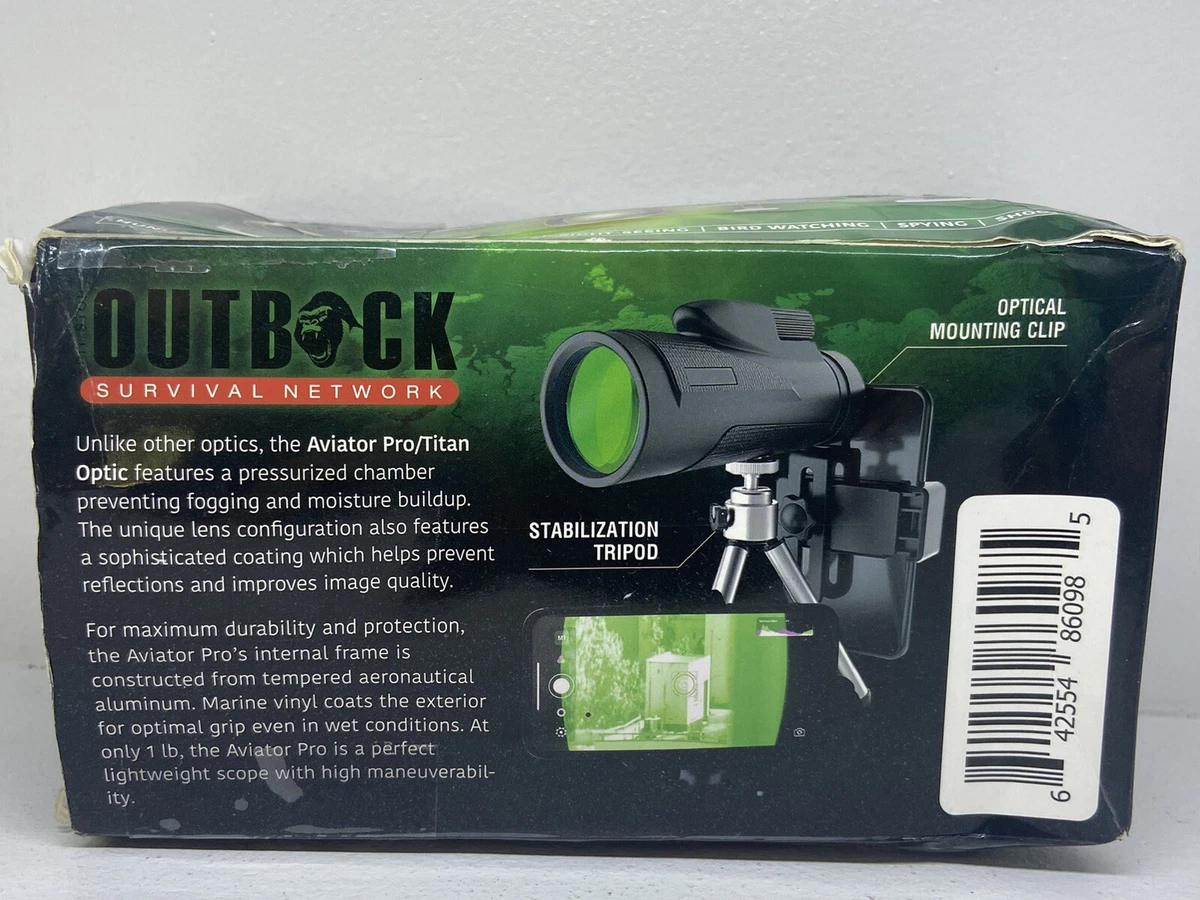 SEEING | BIRD WATCHING | SPYING
OUTBACK
SURVIVAL NETWORK
Unlike other optics, the Aviator Pro/Titan
Optic features a pressurized chamber
preventing fogging and moisture buildup.
The unique lens configuration also features
a sophisticated coating which helps prevent
reflections and improves image quality.
For maximum durability and protection,
the Aviator Pro's internal frame is
constructed from tempered aeronautical
aluminum. Marine vinyl coats the exterior
for optimal grip even in wet conditions. At
only 1 lb, the Aviator Pro is a perfect
lightweight scope with high maneuverabil-
ity.
OPTICAL
MOUNTING CLIP
STABILIZATION
TRIPOD
6 42554 86098 5